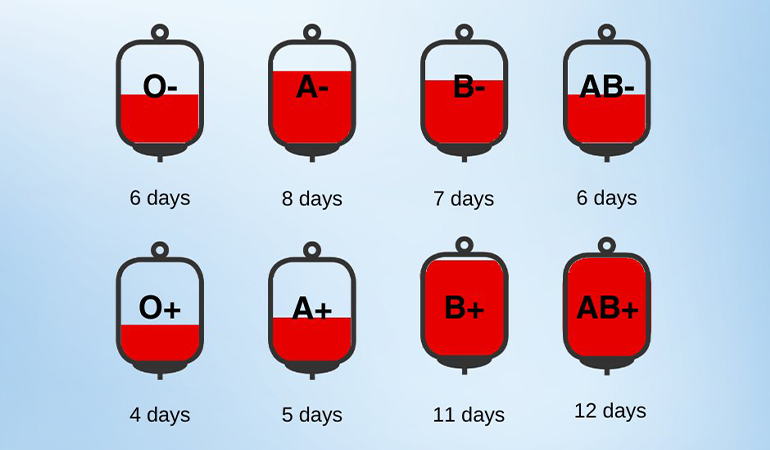 O- A- B- AB-
6 days 8 days 7 days 6 days
O+ A+ B+ AB+
4 days 5 days 11 days 12 days